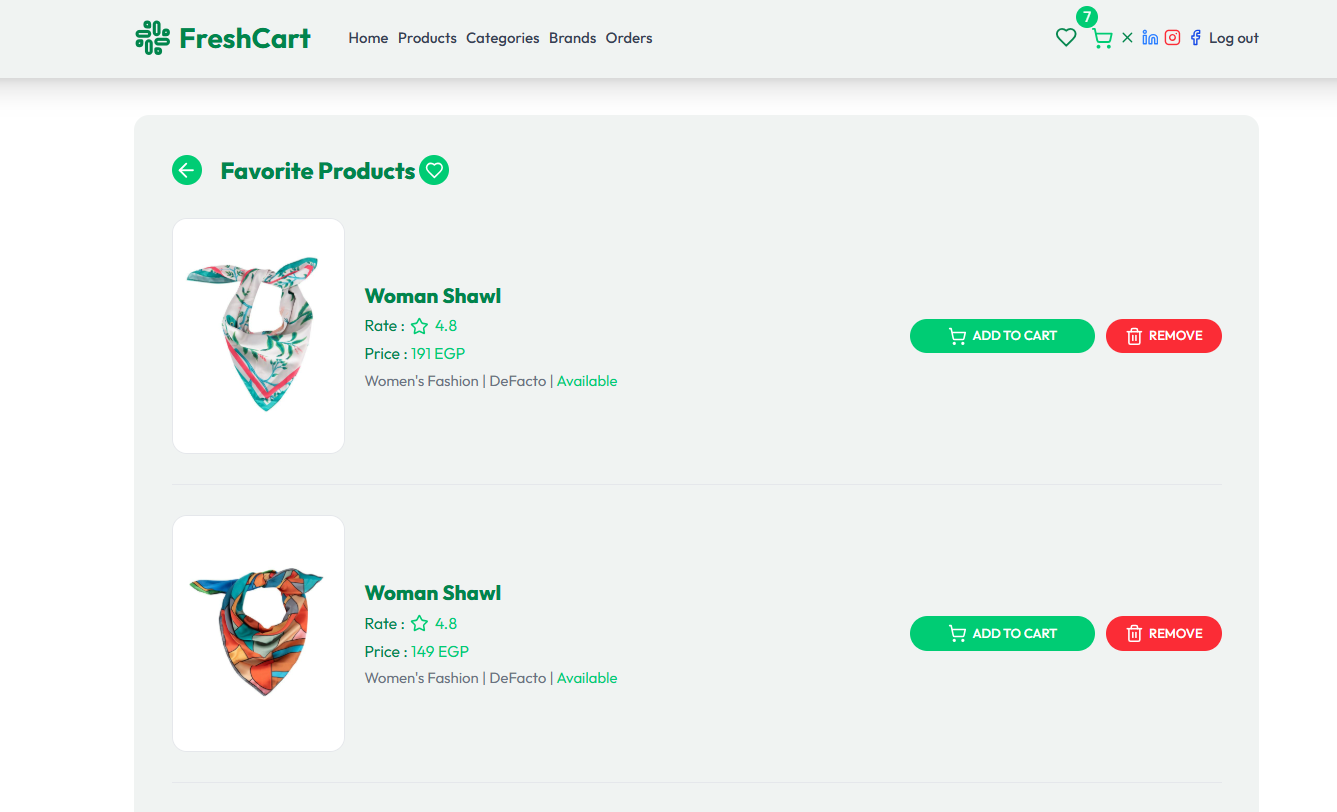 7
FreshCart Home Products Categories Brands Orders Log out
Favorite Products
Woman Shawl
Rate : 4.8
Price : 191 EGP
Women's Fashion | DeFacto | Available
ADD TO CART REMOVE
Woman Shawl
Rate : 4.8
Price : 149 EGP
Women's Fashion | DeFacto | Available
ADD TO CART REMOVE